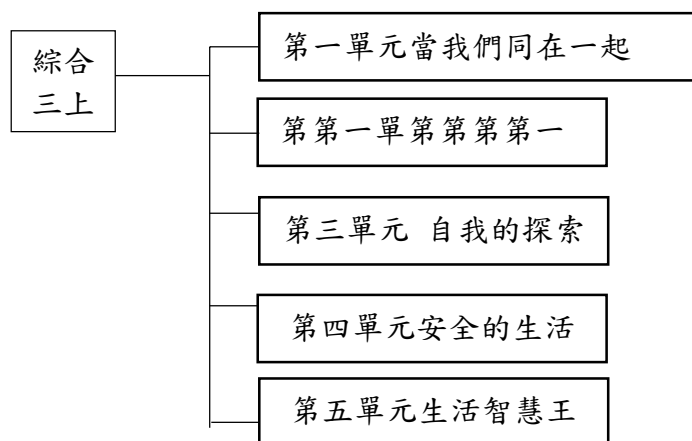 綜合
三上
第一單元當我們同在一起
第第一單第第第第一
第三單元 自我的探索
第四單元安全的生活
第五單元生活智慧王